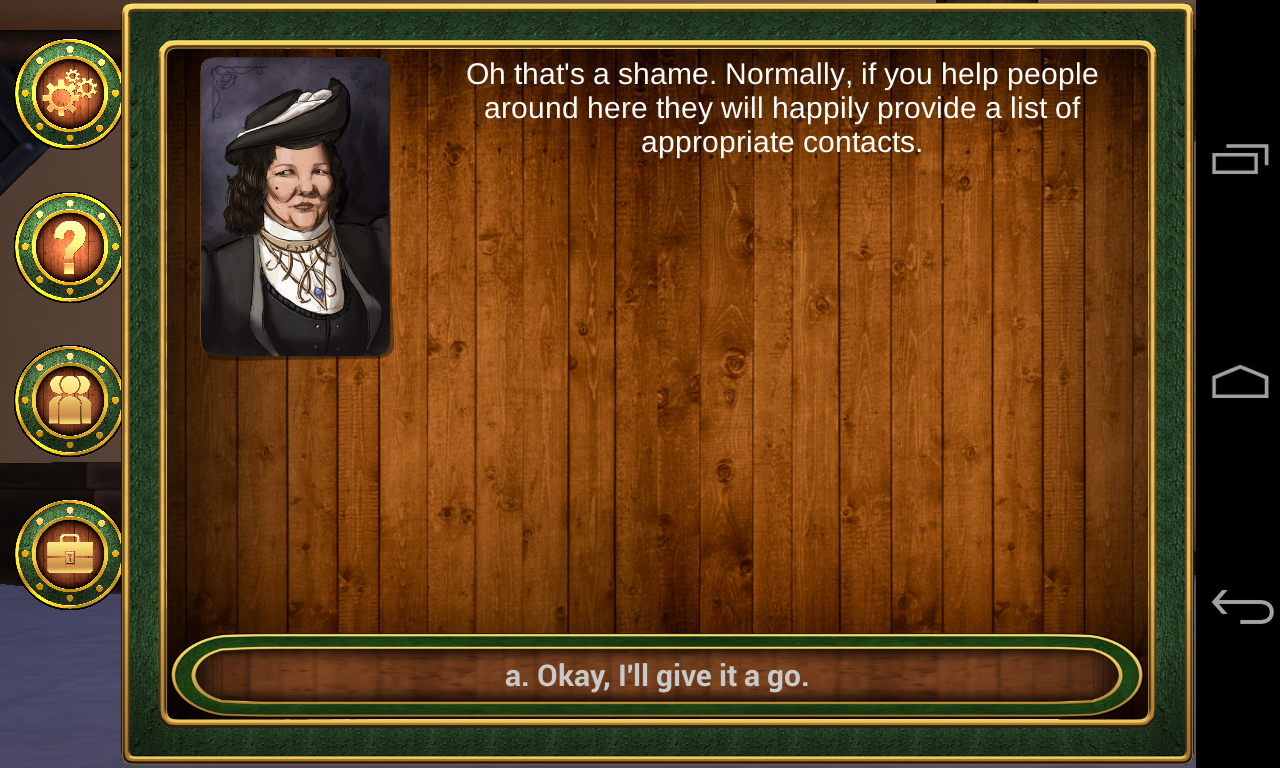 Oh that's a shame. Normally, if you help people
around here they will happily provide a list of
appropriate contacts.
a. Okay, I'll give it a go.